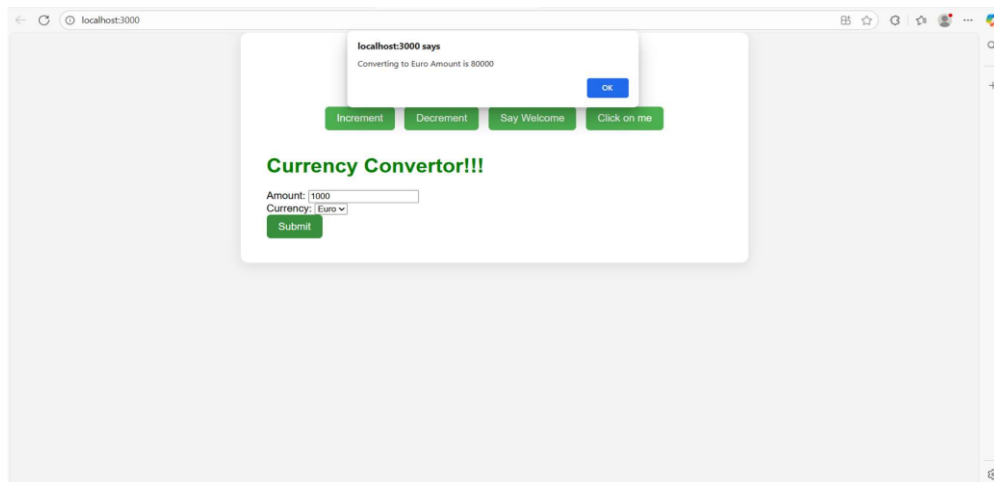 localhost:3000
localhost:3000 says
Converting to Euro Amount is 80000
OK
Increment Decrement Say Welcome Click on me
Currency Convertor!!!
Amount: 1000
Currency: Euro
Submit